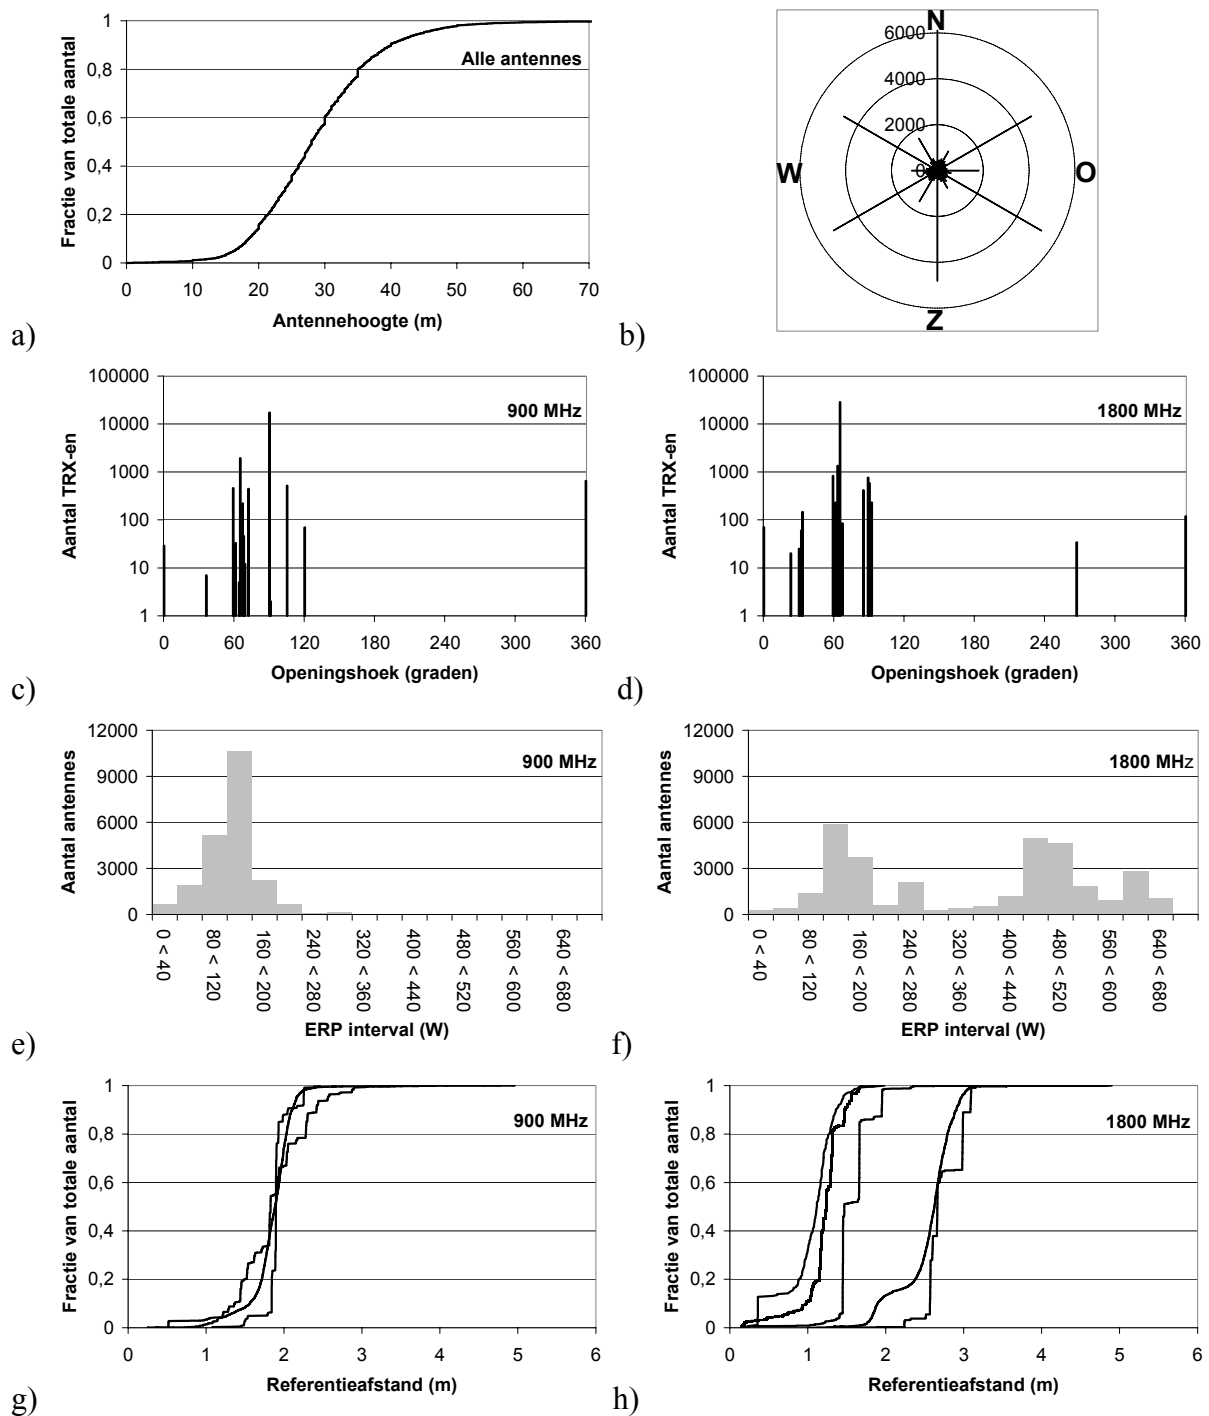 Fractie van totale aantal
1
0,8
0,6
0,4
0,2
0
Alle antennes
0 10 20 30 40 50 60 70
Antennehoogte (m)
a)
N
6000
4000
2000
0
W
O
Z
b)
Aantal TRX-en
100000
10000
1000
100
10
1
900 MHz
0 60 120 180 240 300 360
Openingshoek (graden)
c)
Aantal TRX-en
100000
10000
1000
100
10
1
1800 MHz
0 60 120 180 240 300 360
Openingshoek (graden)
d)
Aantal antennes
12000
9000
6000
3000
0
900 MHz
0 < 40
80 < 120
160 < 200
240 < 280
320 < 360
400 < 440
480 < 520
560 < 600
640 < 680
ERP interval (W)
e)
Aantal antennes
12000
9000
6000
3000
0
1800 MHz
0 < 40
80 < 120
160 < 200
240 < 280
320 < 360
400 < 440
480 < 520
560 < 600
640 < 680
ERP interval (W)
f)
Fractie van totale aantal
1
0,8
0,6
0,4
0,2
0
900 MHz
0 1 2 3 4 5 6
Referentieafstand (m)
g)
Fractie van totale aantal
1
0,8
0,6
0,4
0,2
0
1800 MHz
0 1 2 3 4 5 6
Referentieafstand (m)
h)